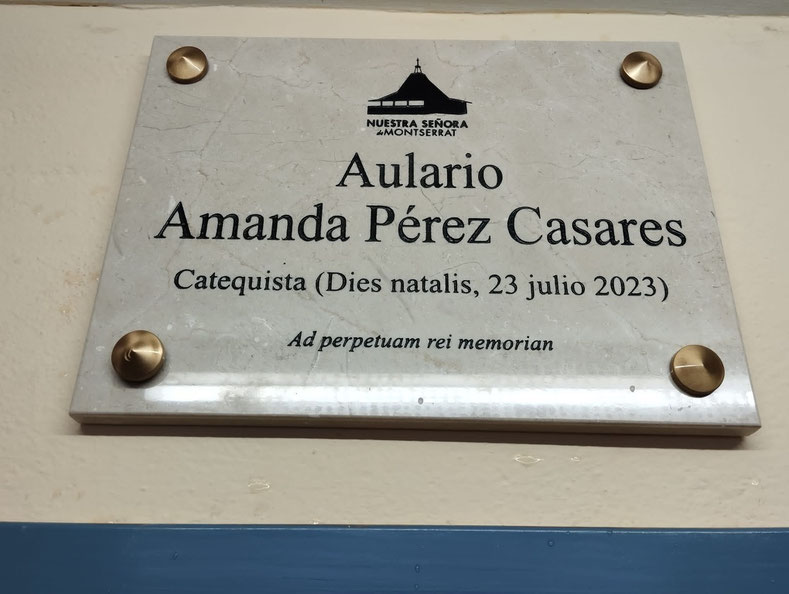 NUESTRA SEÑORA
de MONTSERRAT
Aulario
Amanda Pérez Casares
Catequista (Dies natalis, 23 julio 2023)
Ad perpetuam rei memorian